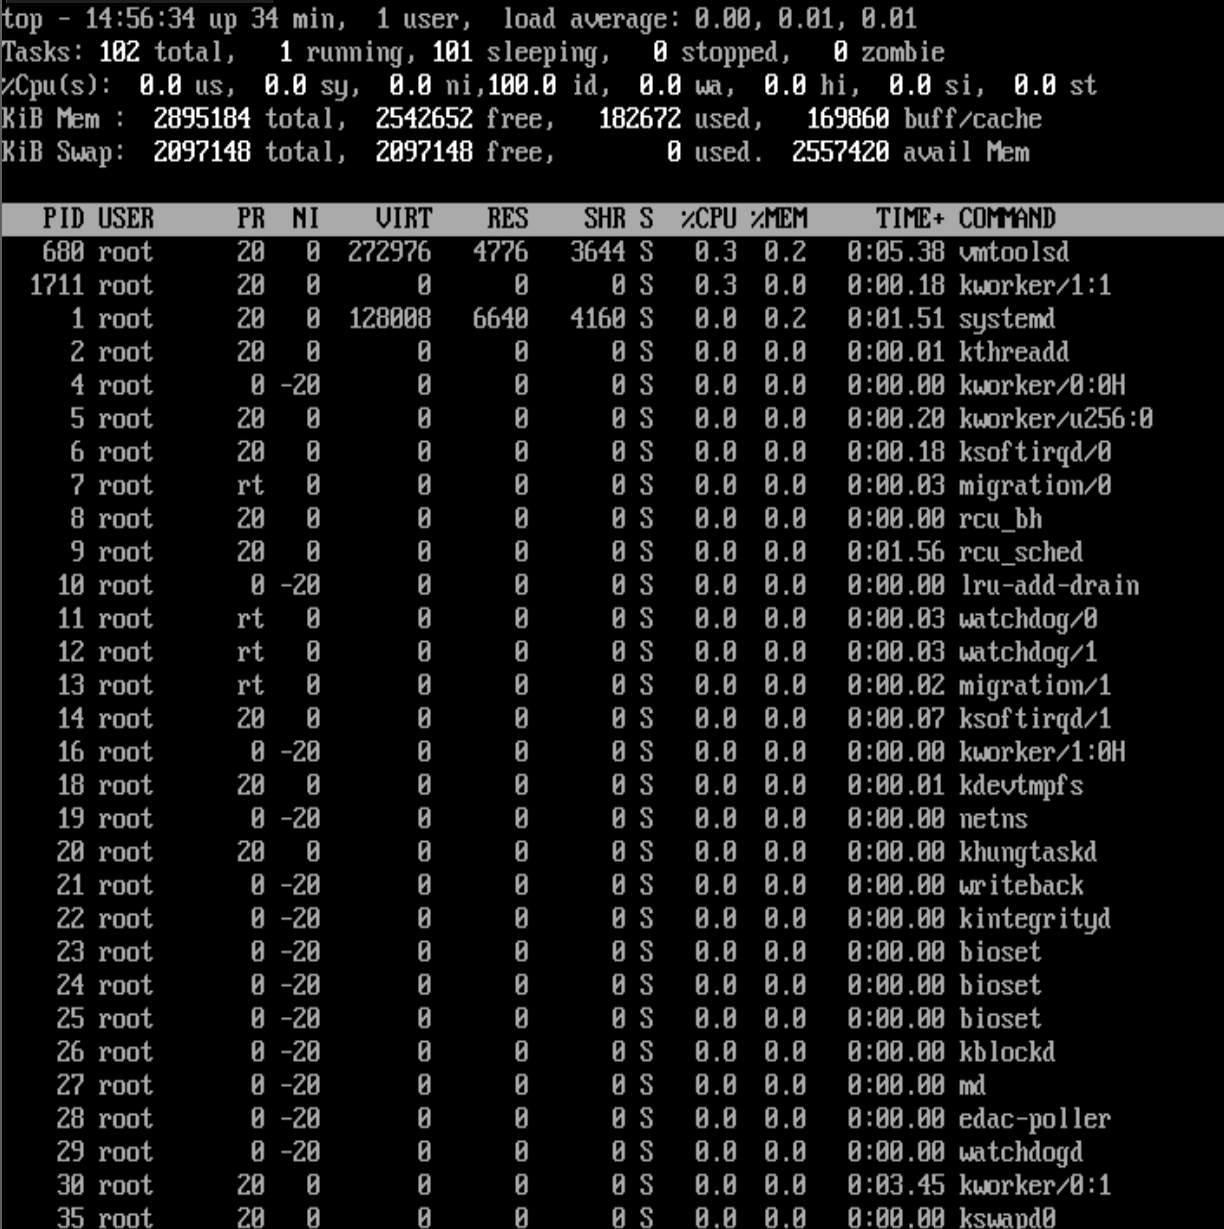 top - 14:56:34 up 34 min,  1 user,  load average: 0.00, 0.01, 0.01
Tasks: 102 total,   1 running, 101 sleeping,   0 stopped,   0 zombie
%Cpu(s):  0.0 us,  0.0 sy,  0.0 ni,100.0 id,  0.0 wa,  0.0 hi,  0.0 si,  0.0 st
KiB Mem :  2895184 total,  2542652 free,   182672 used,   169860 buff/cache
KiB Swap:  2097148 total,  2097148 free,        0 used.  2557420 avail Mem
PID USER      PR  NI    VIRT    RES    SHR S  %CPU %MEM     TIME+ COMMAND
680 root      20   0  272976   4776   3644 S   0.3  0.2   0:05.38 vmtoolsd
1711 root      20   0       0      0      0 S   0.3  0.0   0:00.18 kworker/1:1
1 root      20   0  128008   6640   4160 S   0.0  0.2   0:01.51 systemd
2 root      20   0       0      0      0 S   0.0  0.0   0:00.01 kthreadd
4 root       0 -20       0      0      0 S   0.0  0.0   0:00.00 kworker/0:0H
5 root      20   0       0      0      0 S   0.0  0.0   0:00.20 kworker/u256:0
6 root      20   0       0      0      0 S   0.0  0.0   0:00.18 ksoftirqd/0
7 root      rt   0       0      0      0 S   0.0  0.0   0:00.03 migration/0
8 root      20   0       0      0      0 S   0.0  0.0   0:00.00 rcu_bh
9 root      20   0       0      0      0 S   0.0  0.0   0:01.56 rcu_sched
10 root       0 -20       0      0      0 S   0.0  0.0   0:00.00 lru-add-drain
11 root      rt   0       0      0      0 S   0.0  0.0   0:00.03 watchdog/0
12 root      rt   0       0      0      0 S   0.0  0.0   0:00.03 watchdog/1
13 root      rt   0       0      0      0 S   0.0  0.0   0:00.02 migration/1
14 root      20   0       0      0      0 S   0.0  0.0   0:00.07 ksoftirqd/1
16 root       0 -20       0      0      0 S   0.0  0.0   0:00.00 kworker/1:0H
18 root      20   0       0      0      0 S   0.0  0.0   0:00.01 kdevtmpfs
19 root       0 -20       0      0      0 S   0.0  0.0   0:00.00 netns
20 root      20   0       0      0      0 S   0.0  0.0   0:00.00 khungtaskd
21 root       0 -20       0      0      0 S   0.0  0.0   0:00.00 writeback
22 root       0 -20       0      0      0 S   0.0  0.0   0:00.00 kintegrityd
23 root       0 -20       0      0      0 S   0.0  0.0   0:00.00 bioset
24 root       0 -20       0      0      0 S   0.0  0.0   0:00.00 bioset
25 root       0 -20       0      0      0 S   0.0  0.0   0:00.00 bioset
26 root       0 -20       0      0      0 S   0.0  0.0   0:00.00 kblockd
27 root       0 -20       0      0      0 S   0.0  0.0   0:00.00 md
28 root       0 -20       0      0      0 S   0.0  0.0   0:00.00 edac-poller
29 root       0 -20       0      0      0 S   0.0  0.0   0:00.00 watchdogd
30 root      20   0       0      0      0 S   0.0  0.0   0:03.45 kworker/0:1
35 root      20   0       0      0      0 S   0.0  0.0   0:00.00 kswapd0